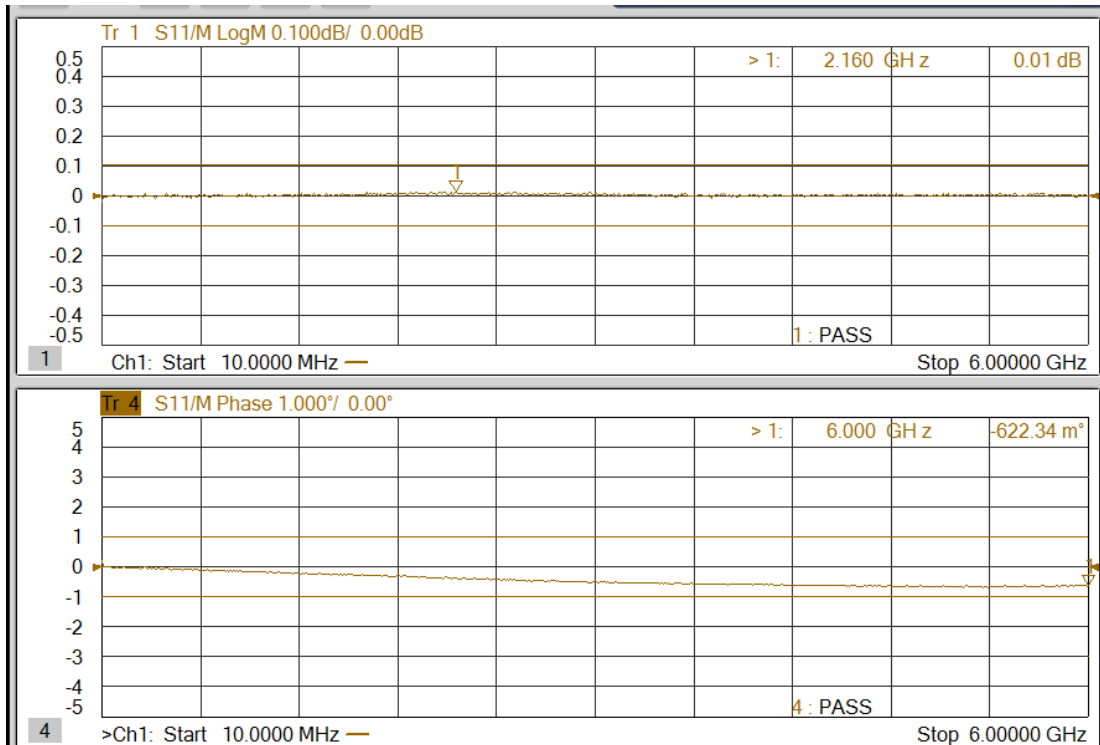 Tr 1 S11/M LogM 0.100dB/ 0.00dB
> 1: 2.160 GHz 0.01 dB
0.5
0.4
0.3
0.2
0.1
0
-0.1
-0.2
-0.3
-0.4
-0.5
1 : PASS
1 Ch1: Start 10.0000 MHz — Stop 6.00000 GHz
Tr 4 S11/M Phase 1.000°/ 0.00°
> 1: 6.000 GHz -622.34 m°
5
4
3
2
1
0
-1
-2
-3
-4
-5
1
4 : PASS
4 >Ch1: Start 10.0000 MHz — Stop 6.00000 GHz